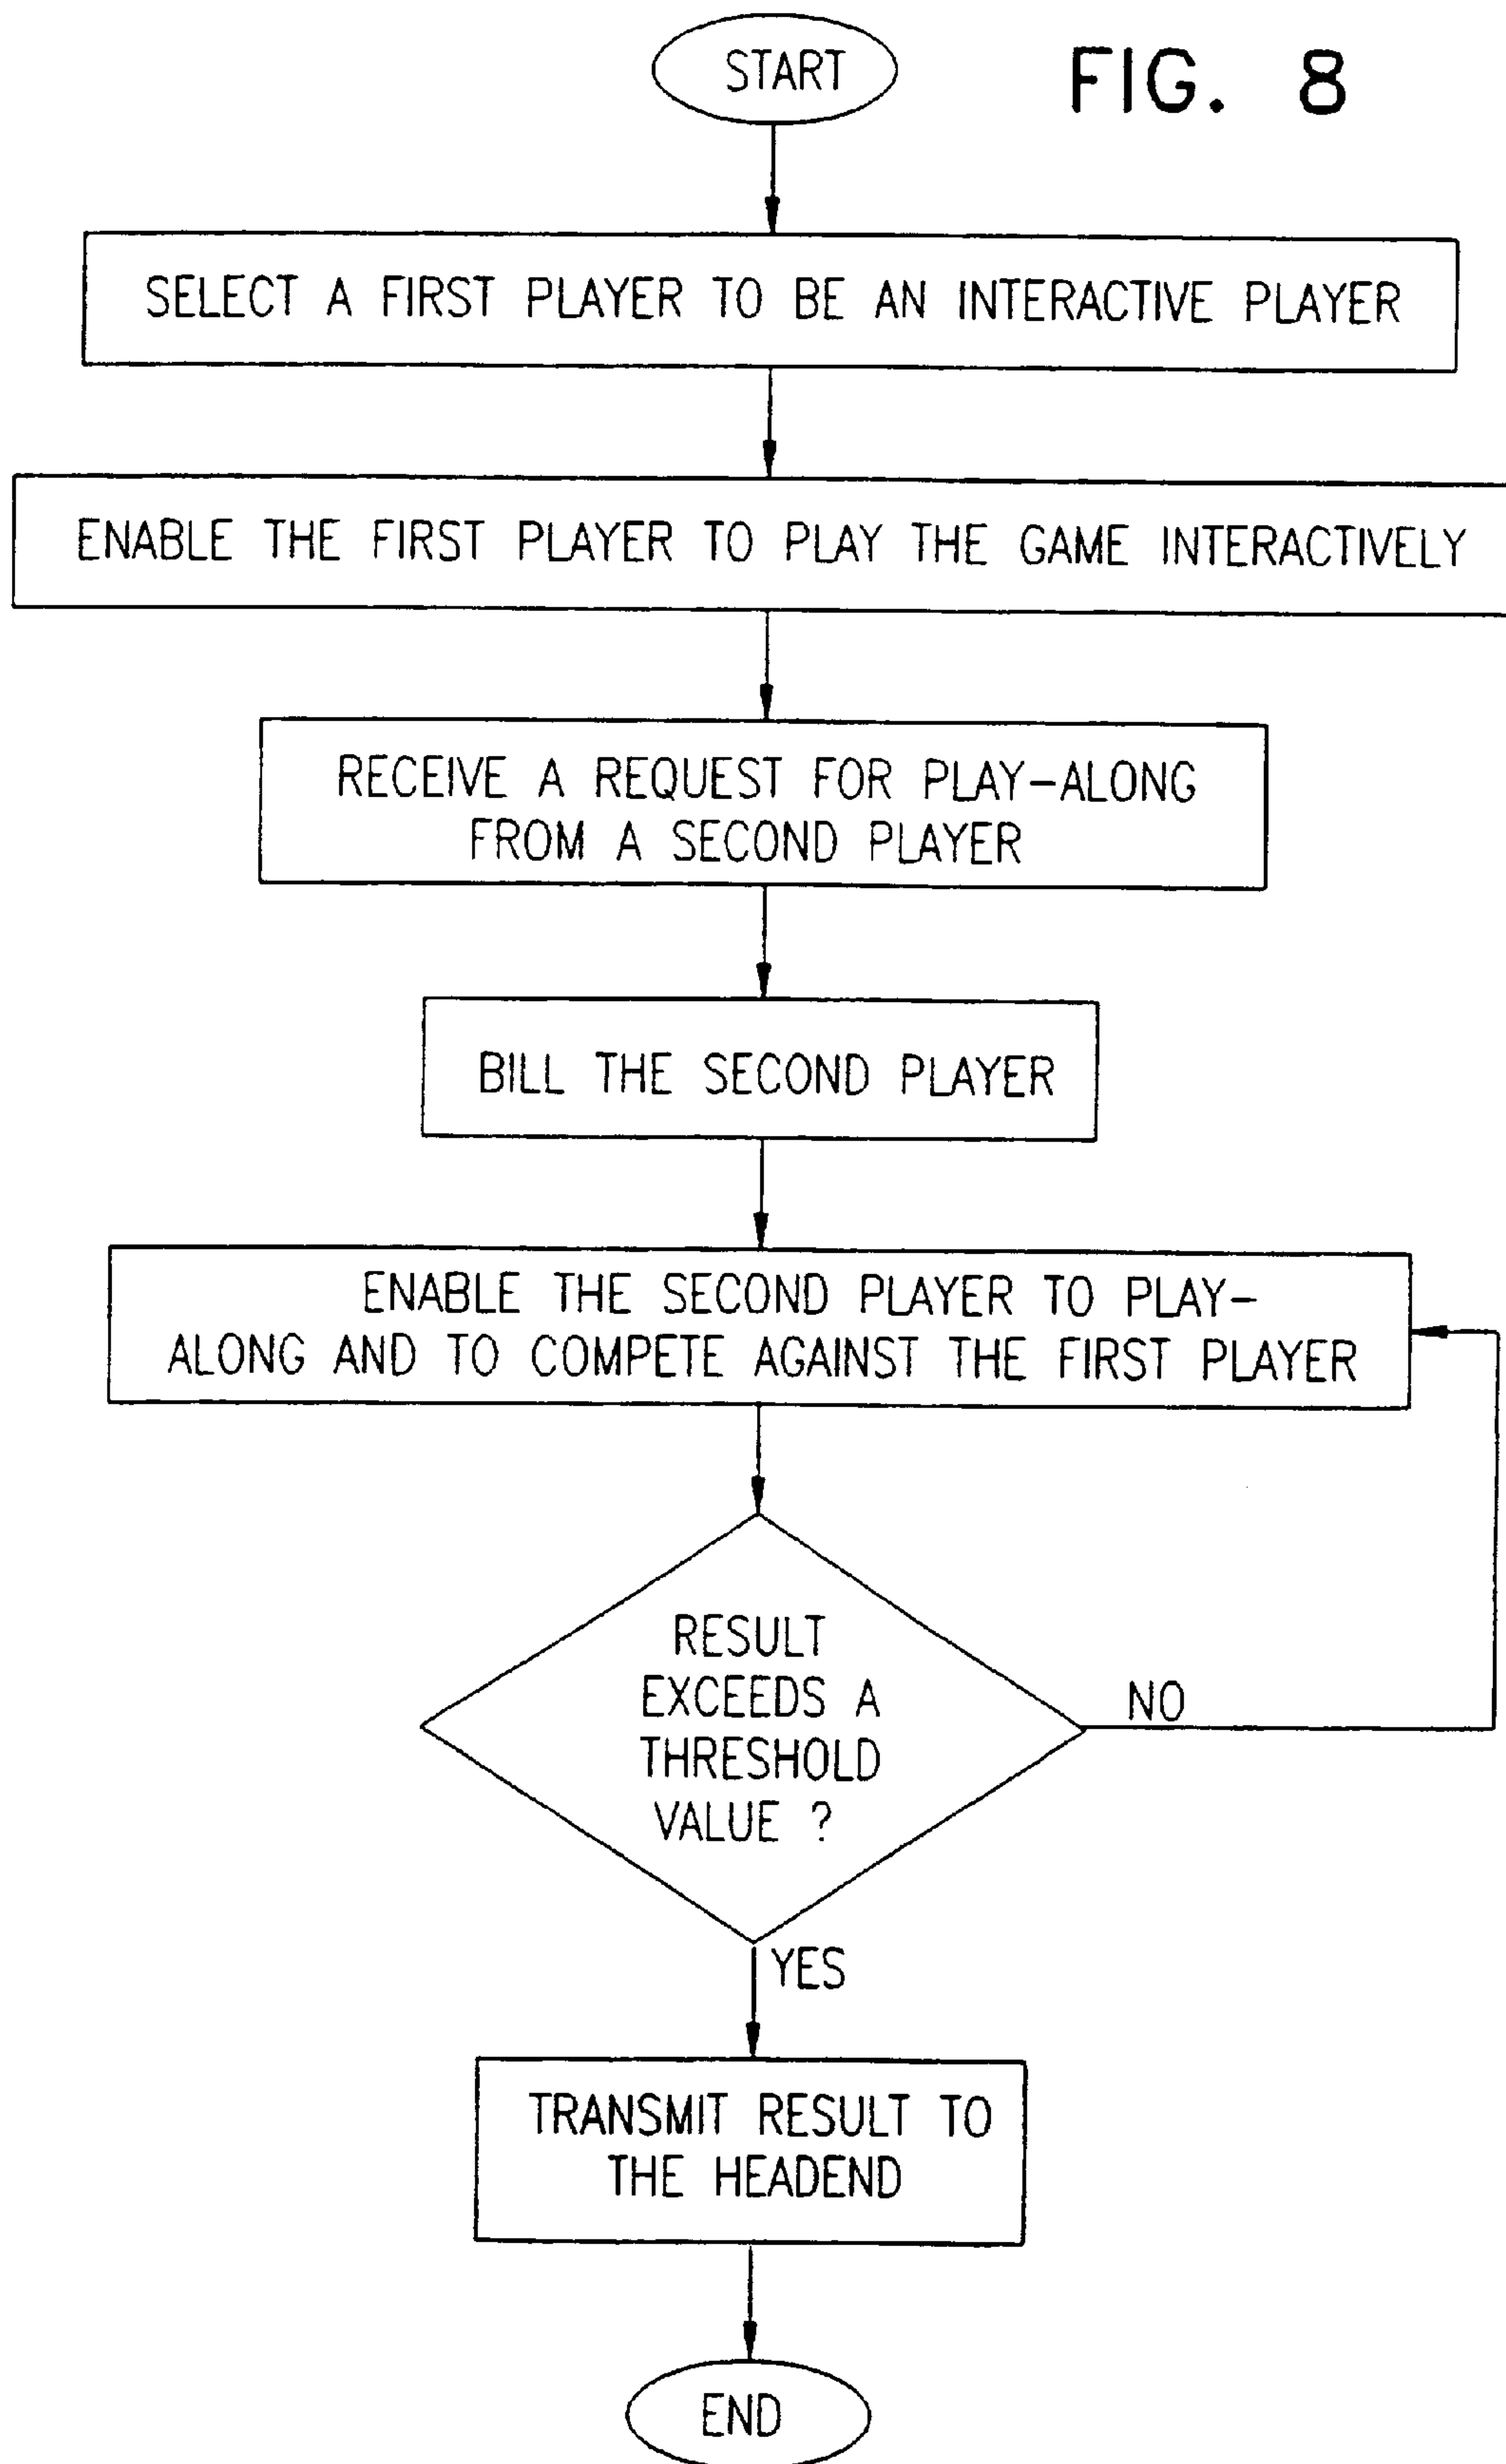 START
FIG. 8
SELECT A FIRST PLAYER TO BE AN INTERACTIVE PLAYER
ENABLE THE FIRST PLAYER TO PLAY THE GAME INTERACTIVELY
RECEIVE A REQUEST FOR PLAY-ALONG
FROM A SECOND PLAYER
BILL THE SECOND PLAYER
ENABLE THE SECOND PLAYER TO PLAY-
ALONG AND TO COMPETE AGAINST THE FIRST PLAYER
RESULT
EXCEEDS A
THRESHOLD
VALUE ?
NO
YES
TRANSMIT RESULT TO
THE HEADEND
END